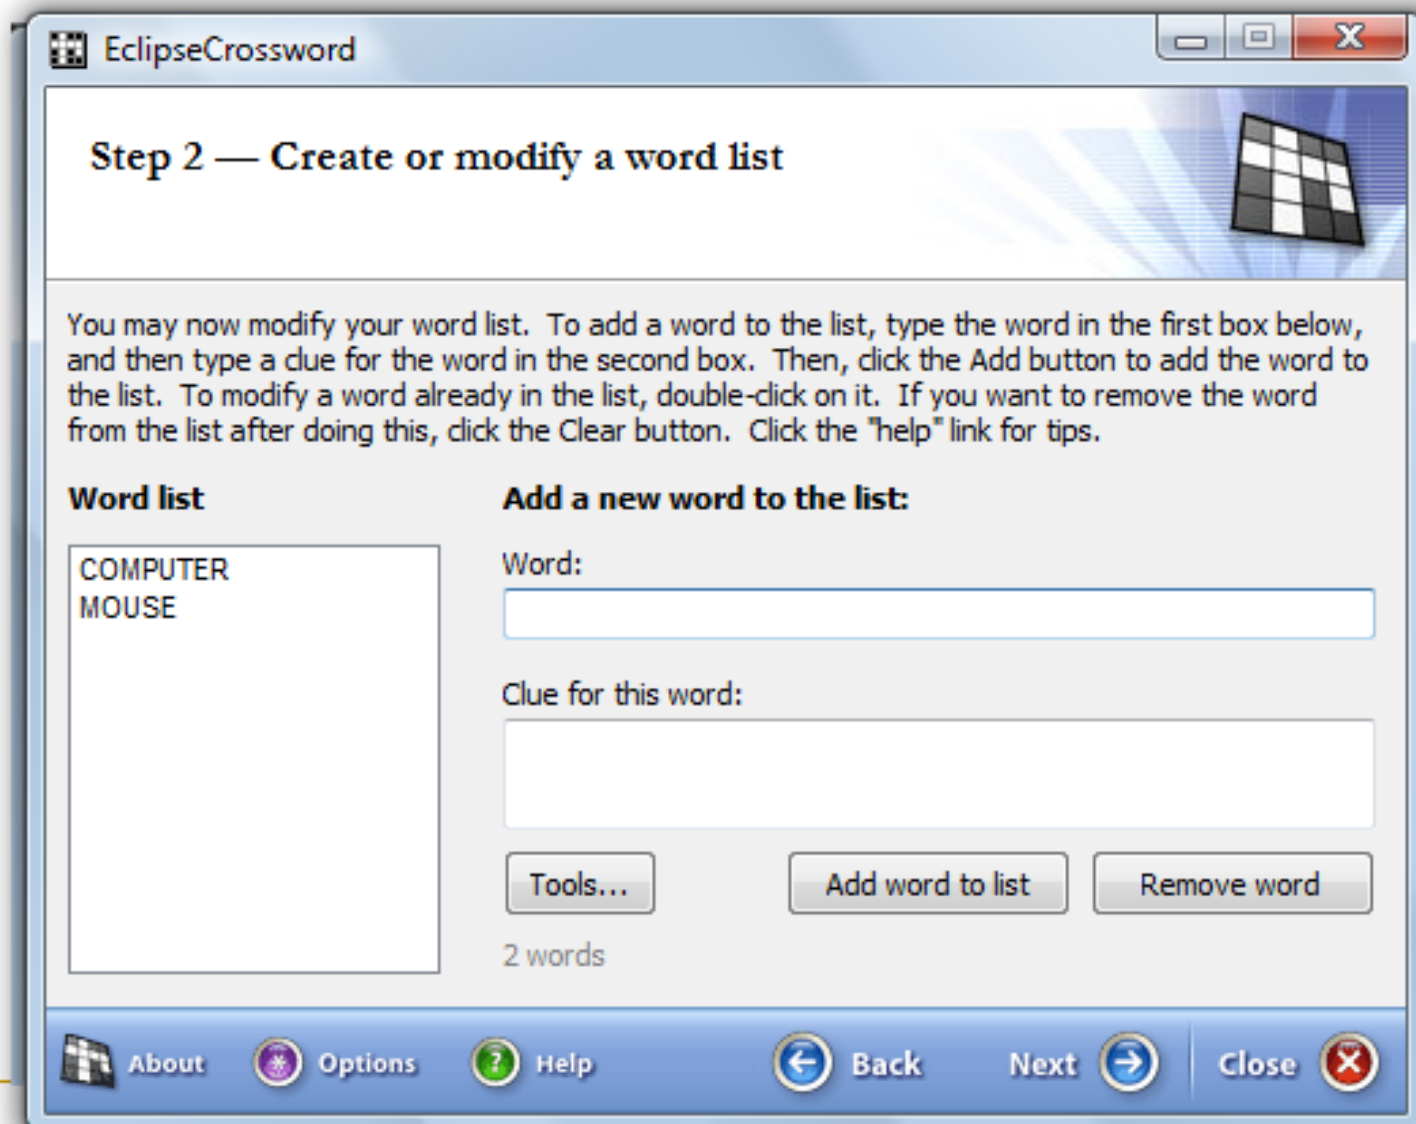 EclipseCrossword
Step 2 — Create or modify a word list
You may now modify your word list.  To add a word to the list, type the word in the first box below,
and then type a clue for the word in the second box.  Then, click the Add button to add the word to
the list.  To modify a word already in the list, double-click on it.  If you want to remove the word
from the list after doing this, click the Clear button.  Click the "help" link for tips.
Word list
COMPUTER
MOUSE
Add a new word to the list:
Word:
Clue for this word:
Tools... Add word to list Remove word
2 words
About Options Help Back Next Close